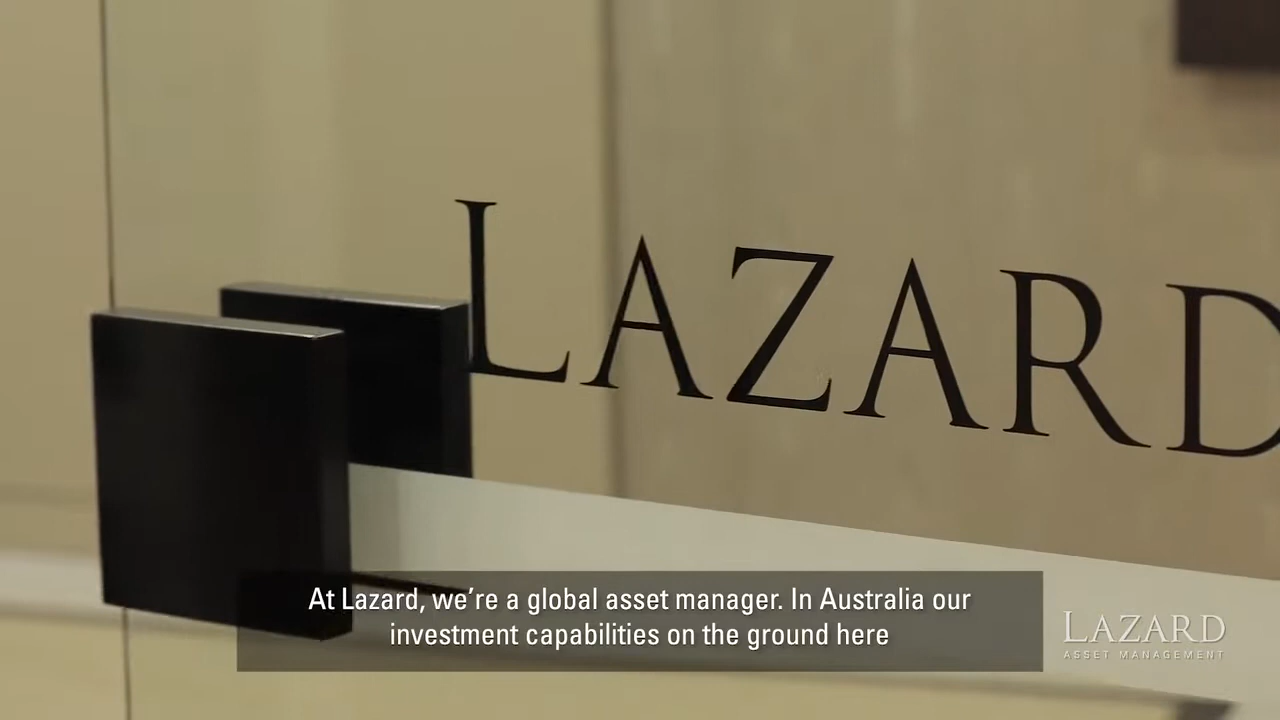 LAZARD
At Lazard, we're a global asset manager. In Australia our
investment capabilities on the ground here
LAZARD
ASSET MANAGEMENT